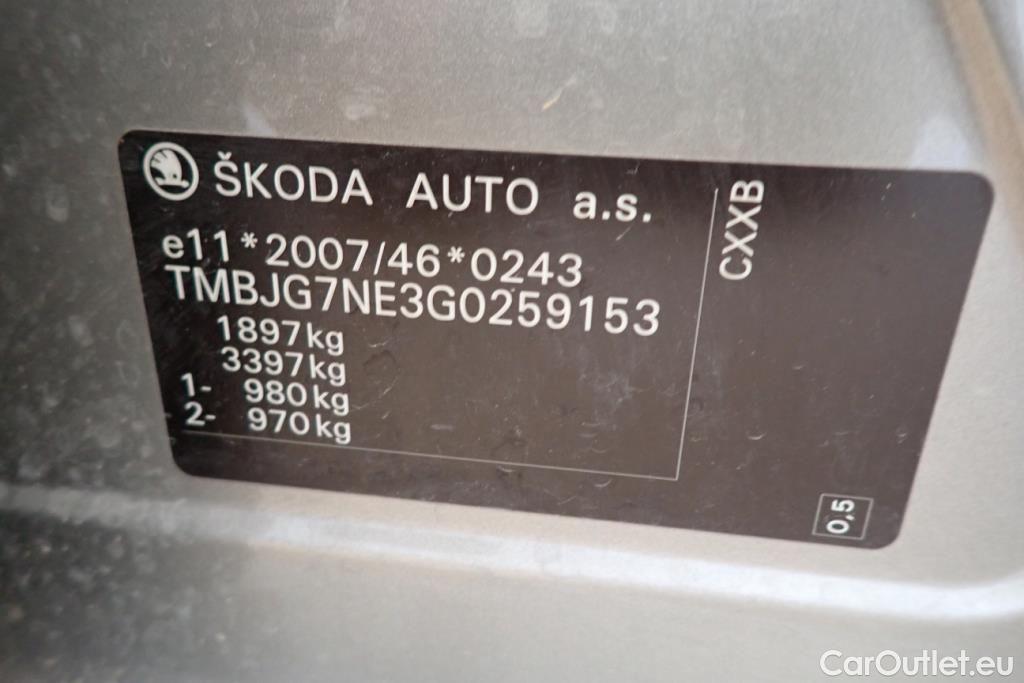 ŠKODA AUTO a.s.
e11*2007/46*0243
TMBJG7NE3G0259153
1897kg
3397kg
1- 980kg
2- 970kg
CXXB
0,5
CarOutlet.eu